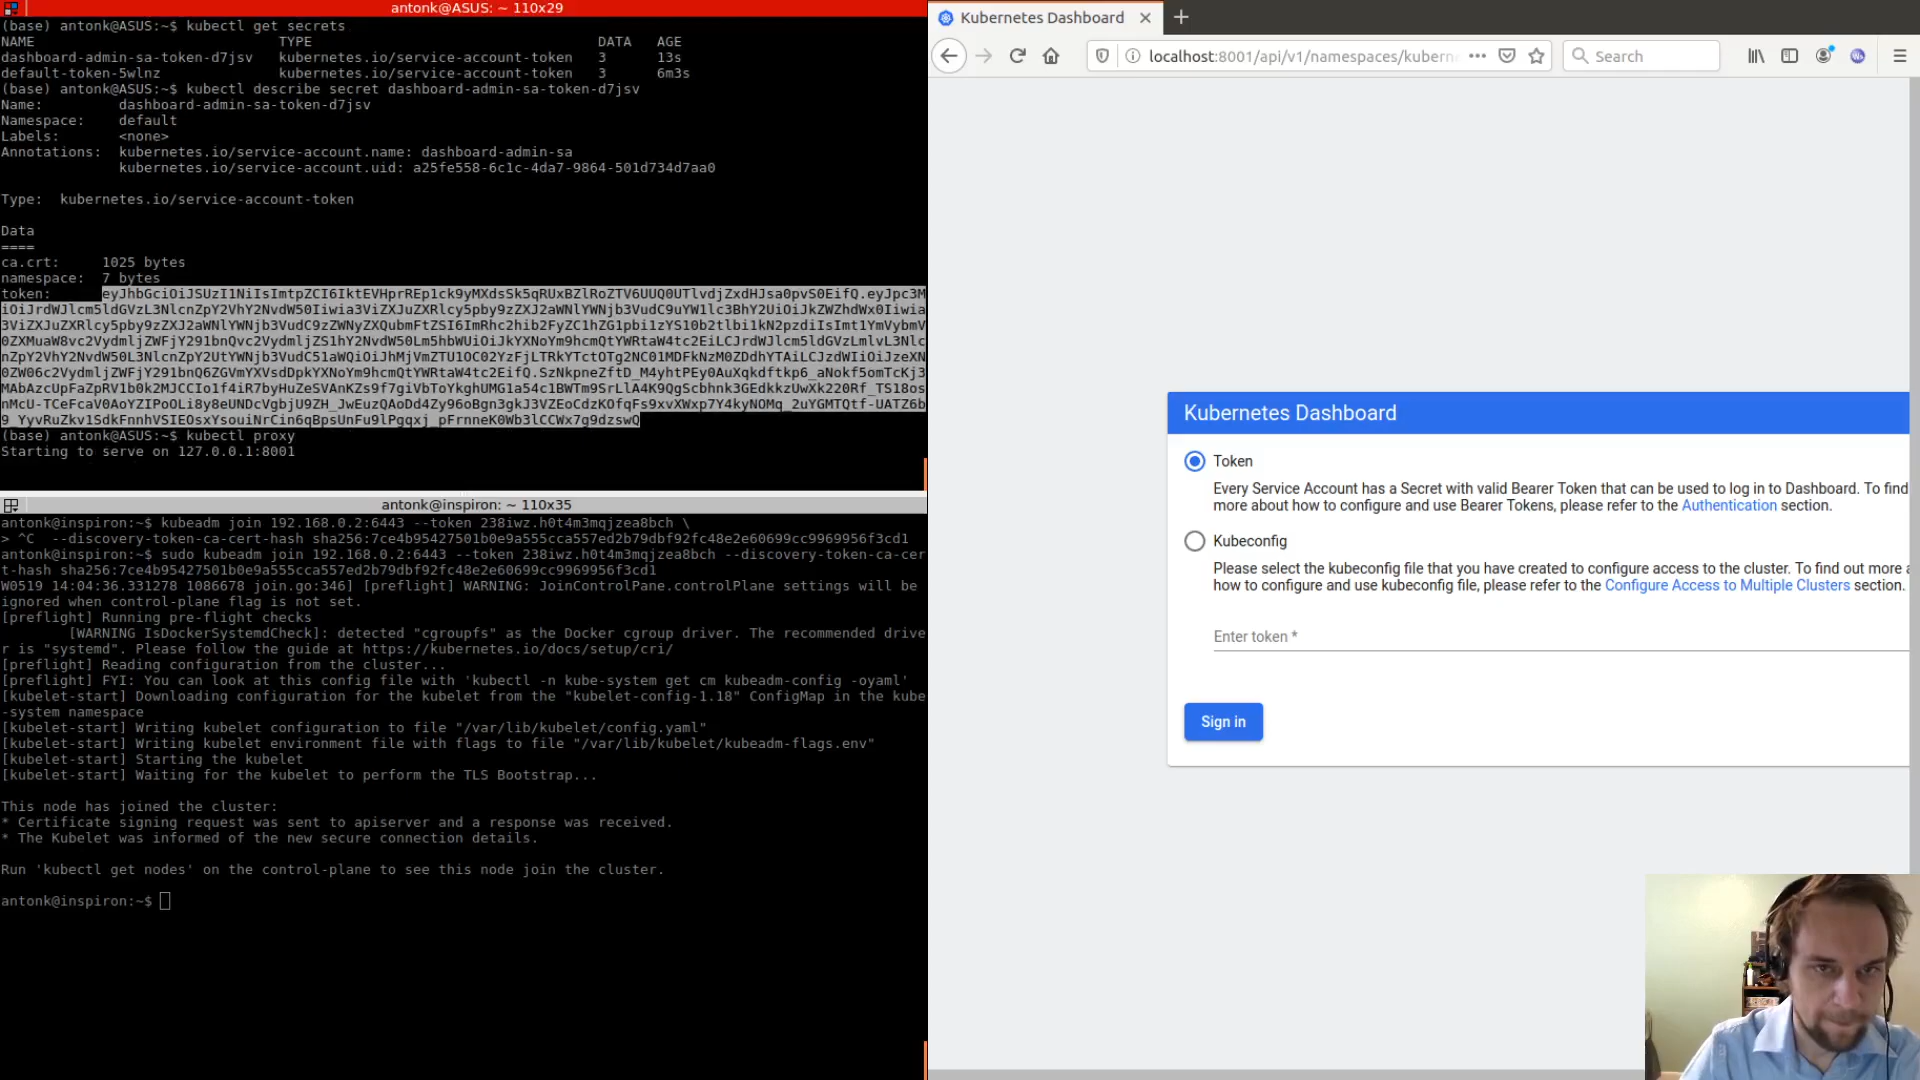 antonk@ASUS: ~ 110x29
(base) antonk@ASUS:~$ kubectl get secrets
NAME TYPE DATA AGE
dashboard-admin-sa-token-d7jsv kubernetes.io/service-account-token 3 13s
default-token-5wlnz kubernetes.io/service-account-token 3 6m3s
(base) antonk@ASUS:~$ kubectl describe secret dashboard-admin-sa-token-d7jsv
Name: dashboard-admin-sa-token-d7jsv
Namespace: default
Labels: <none>
Annotations: kubernetes.io/service-account.name: dashboard-admin-sa
kubernetes.io/service-account.uid: a25fe558-6c1c-4da7-9864-501d734d7aa0
Type: kubernetes.io/service-account-token
Data
====
ca.crt: 1025 bytes
namespace: 7 bytes
token:
(base) antonk@ASUS:~$ kubectl proxy
Starting to serve on 127.0.0.1:8001
antonk@inspiron: ~ 110x35
antonk@inspiron:~$ kubeadm join 192.168.0.2:6443 --token 238iwz.h0t4m3mqjzea8bch \
> ^C --discovery-token-ca-cert-hash sha256:7ce4b95427501b0e9a555cca557ed2b79dbf92fc48e2e60699cc9969956f3cd1
antonk@inspiron:~$ sudo kubeadm join 192.168.0.2:6443 --token 238iwz.h0t4m3mqjzea8bch --discovery-token-ca-cer
t-hash sha256:7ce4b95427501b0e9a555cca557ed2b79dbf92fc48e2e60699cc9969956f3cd1
W0519 14:04:36.331278 1086678 join.go:346] [preflight] WARNING: JoinControlPane.controlPlane settings will be
ignored when control-plane flag is not set.
[preflight] Running pre-flight checks
[WARNING IsDockerSystemdCheck]: detected "cgroupfs" as the Docker cgroup driver. The recommended drive
r is "systemd". Please follow the guide at https://kubernetes.io/docs/setup/cri/
[preflight] Reading configuration from the cluster...
[preflight] FYI: You can look at this config file with 'kubectl -n kube-system get cm kubeadm-config -oyaml'
[kubelet-start] Downloading configuration for the kubelet from the "kubelet-config-1.18" ConfigMap in the kube
-system namespace
[kubelet-start] Writing kubelet configuration to file "/var/lib/kubelet/config.yaml"
[kubelet-start] Writing kubelet environment file with flags to file "/var/lib/kubelet/kubeadm-flags.env"
[kubelet-start] Starting the kubelet
[kubelet-start] Waiting for the kubelet to perform the TLS Bootstrap...
This node has joined the cluster:
* Certificate signing request was sent to apiserver and a response was received.
* The Kubelet was informed of the new secure connection details.
Run 'kubectl get nodes' on the control-plane to see this node join the cluster.
antonk@inspiron:~$
Kubernetes Dashboard
localhost:8001/api/v1/namespaces/kubern
Search
Kubernetes Dashboard
Token
Every Service Account has a Secret with valid Bearer Token that can be used to log in to Dashboard. To find
more about how to configure and use Bearer Tokens, please refer to the Authentication section.
Kubeconfig
Please select the kubeconfig file that you have created to configure access to the cluster. To find out more
how to configure and use kubeconfig file, please refer to the Configure Access to Multiple Clusters section.
Enter token *
Sign in